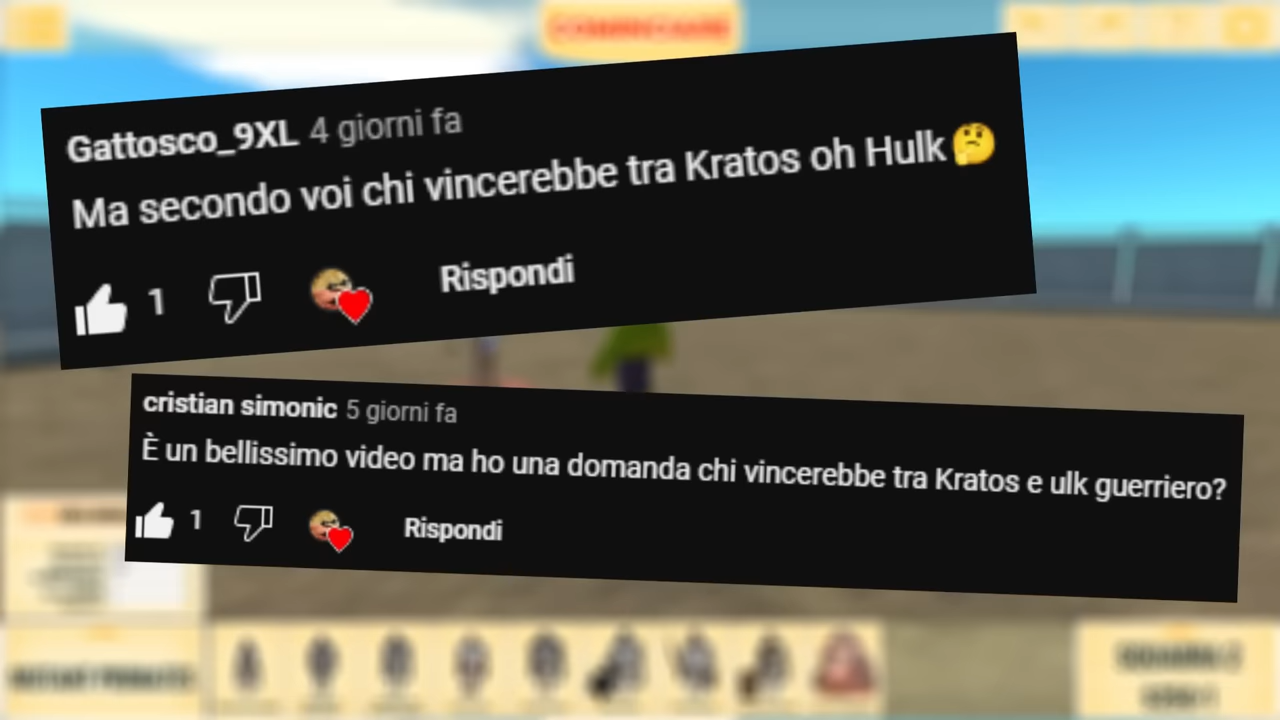 COMINCIARE
Gattosco_9XL 4 giorni fa
Ma secondo voi chi vincerebbe tra Kratos oh Hulk🤔
1
Rispondi
cristian simonic 5 giorni fa
È un bellissimo video ma ho una domanda chi vincerebbe tra Kratos e ulk guerriero?
1
Rispondi